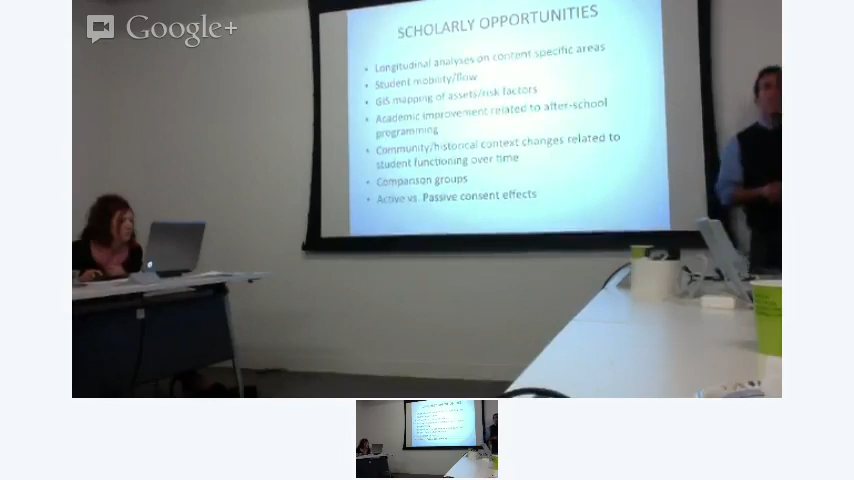 Google+
SCHOLARLY OPPORTUNITIES
• Longitudinal analyses on content specific areas
• Student mobility/flow
• GIS mapping of assets/risk factors
• Academic improvement related to after-school
programming
• Community/historical context changes related to
student functioning over time
• Comparison groups
• Active vs. Passive consent effects